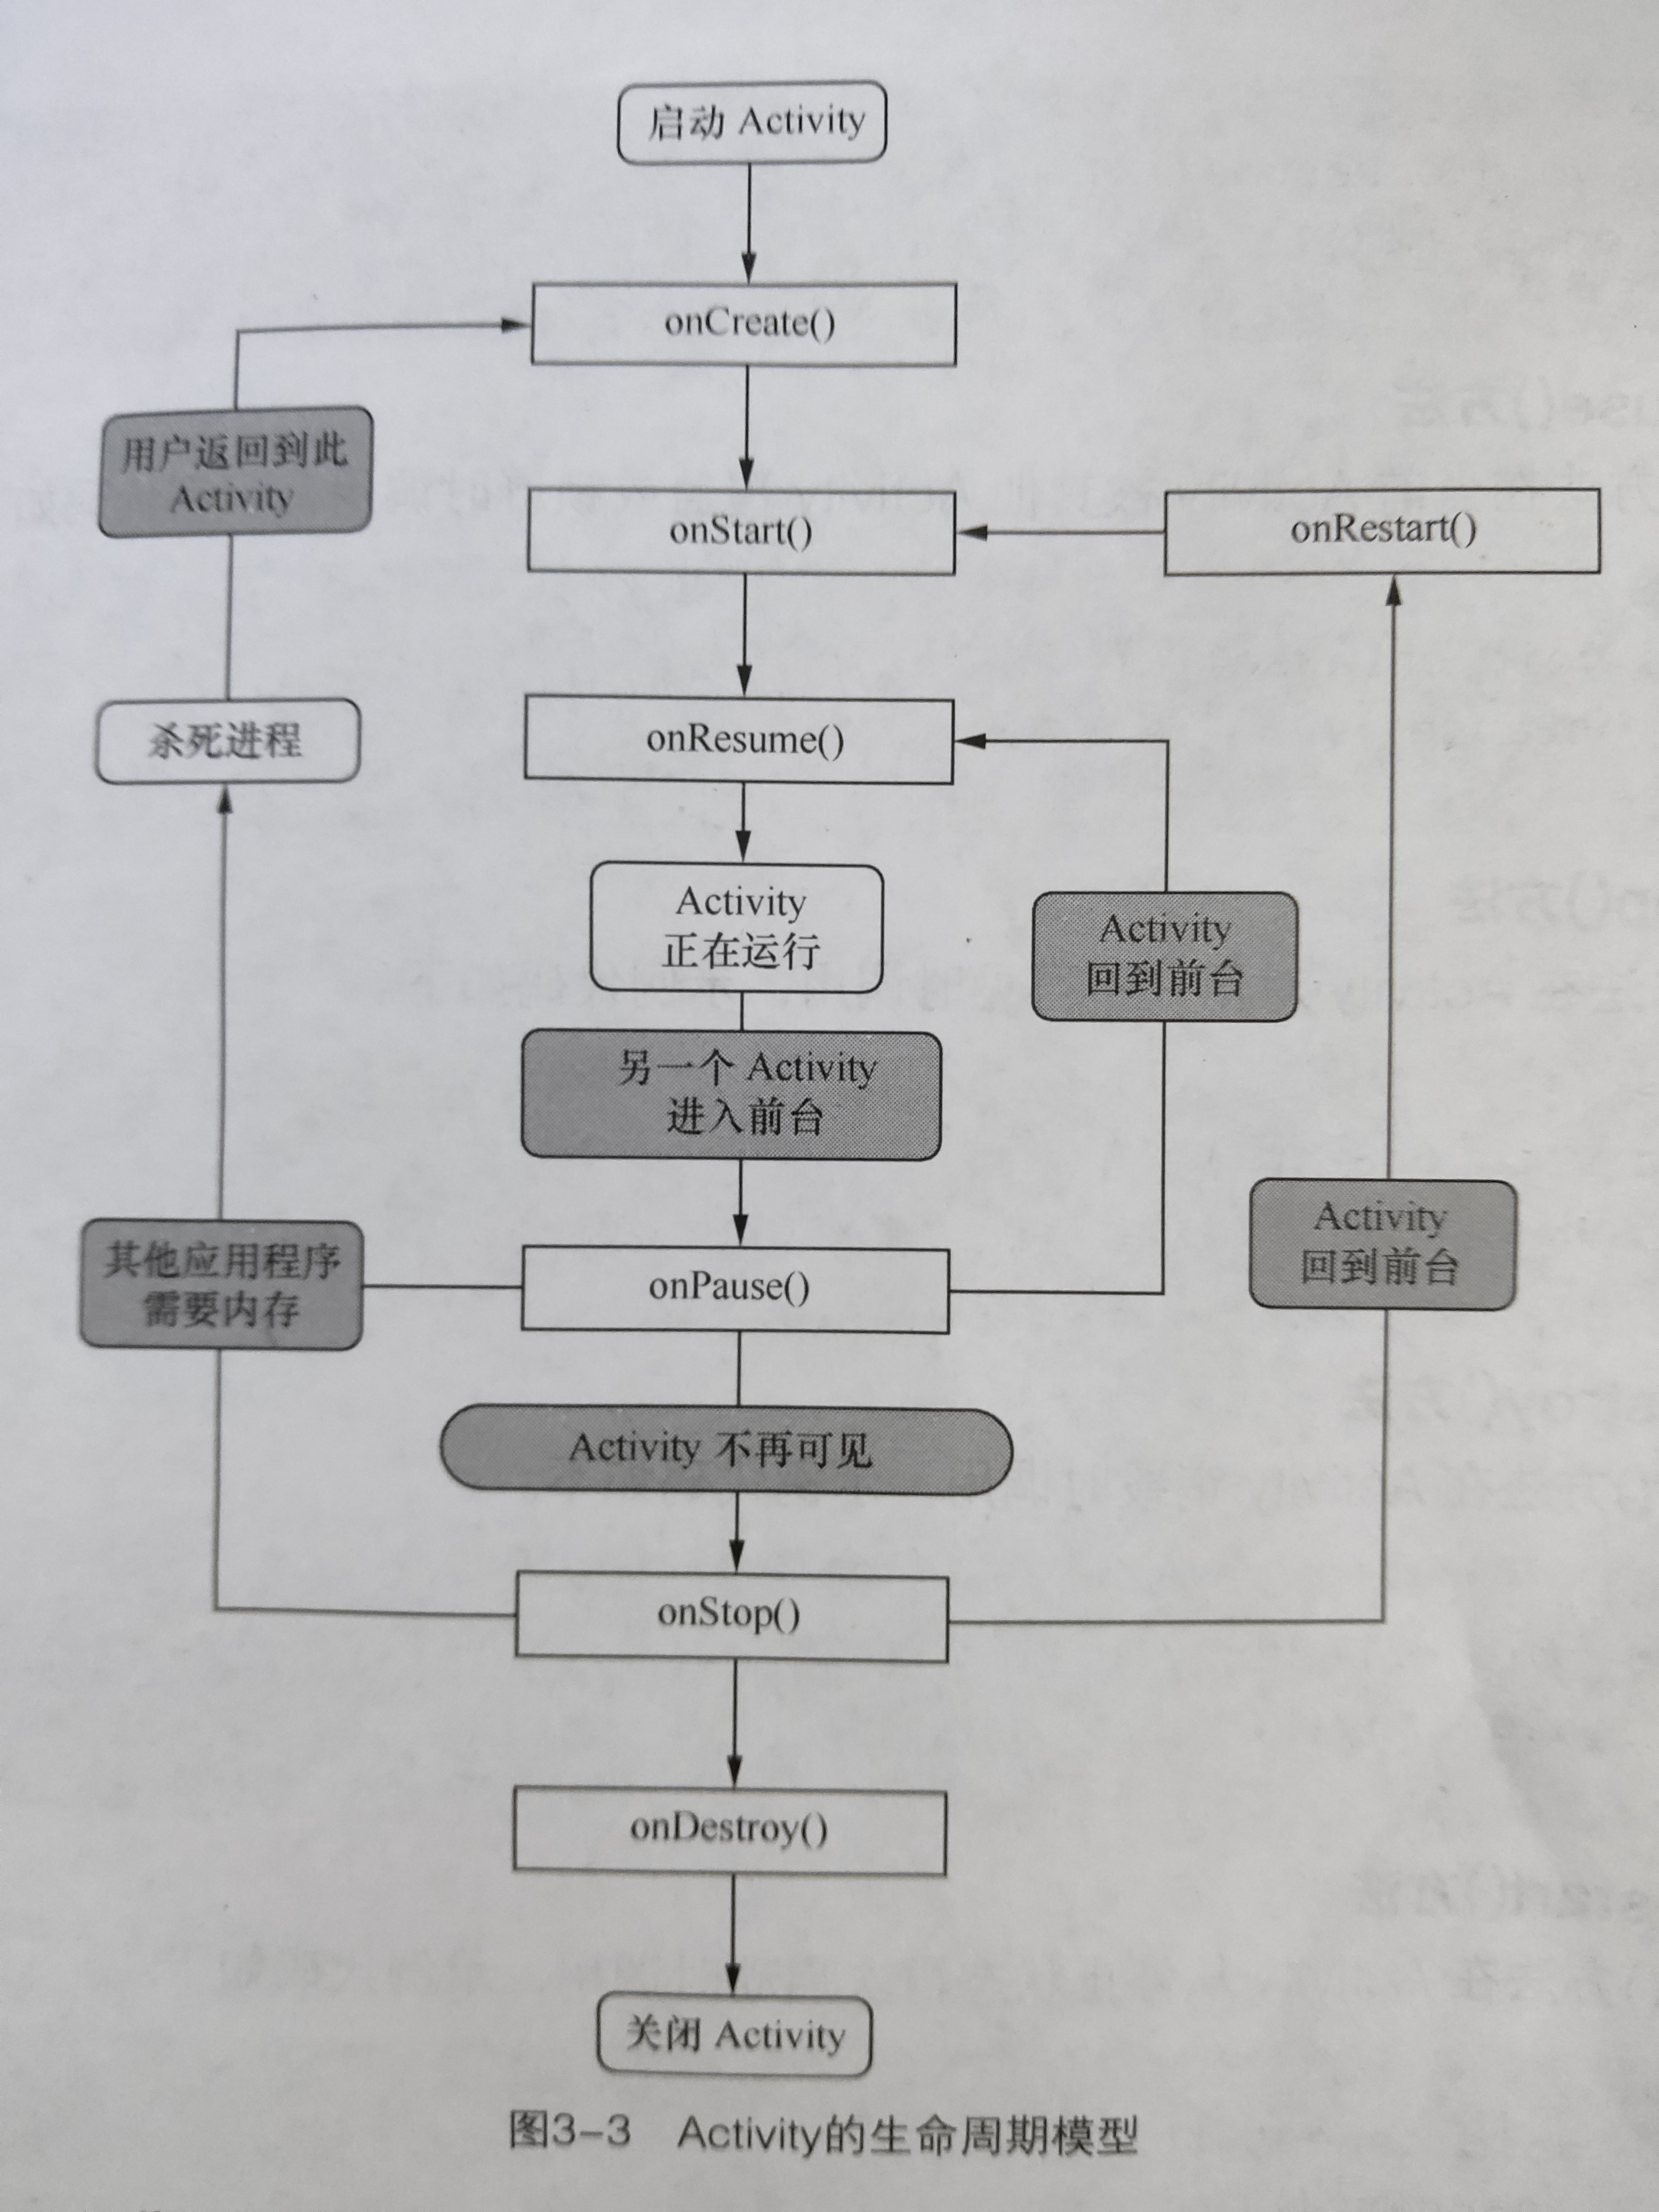 启动 Activity
onCreate()
用户返回到此
Activity
onStart()
onRestart()
杀死进程
onResume()
Activity
正在运行
Activity
回到前台
另一个 Activity
进入前台
其他应用程序
需要内存
onPause()
Activity
回到前台
Activity 不再可见
onStop()
onDestroy()
关闭 Activity
图3-3 Activity的生命周期模型